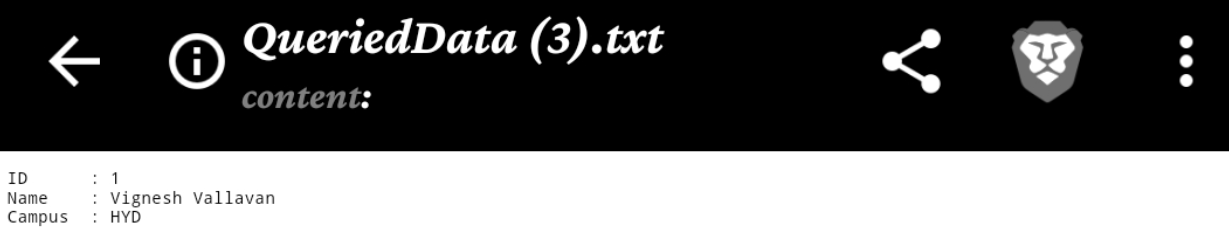 QueriedData (3).txt
content:
ID      : 1
Name    : Vignesh Vallavan
Campus  : HYD